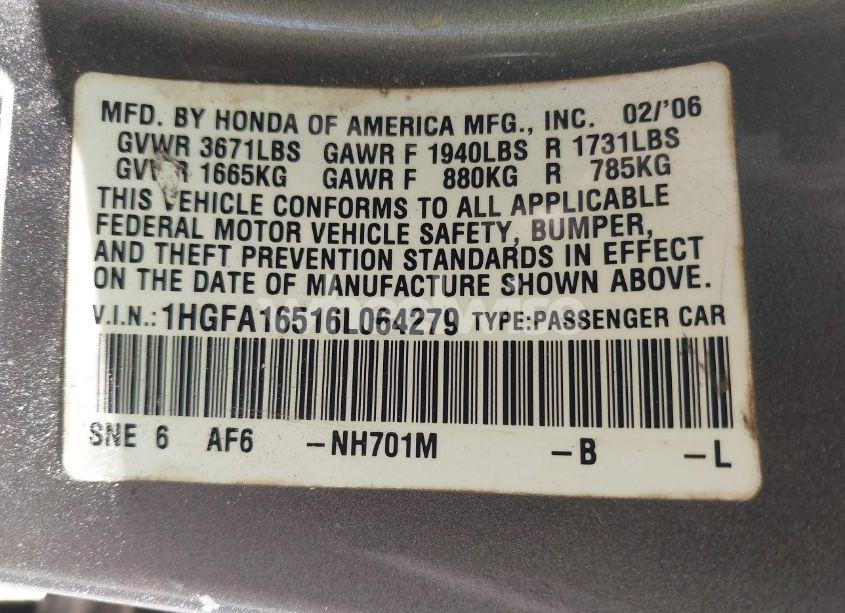 MFD. BY HONDA OF AMERICA MFG., INC. 02/'06
GVWR 3671LBS GAWR F 1940LBS R 1731LBS
GVWR 1665KG GAWR F 880KG R 785KG
THIS VEHICLE CONFORMS TO ALL APPLICABLE
FEDERAL MOTOR VEHICLE SAFETY, BUMPER,
AND THEFT PREVENTION STANDARDS IN EFFECT
ON THE DATE OF MANUFACTURE SHOWN ABOVE.
V.I.N.: 1HGFA16516L064279 TYPE:PASSENGER CAR
SNE 6 AF6 -NH701M -B -L